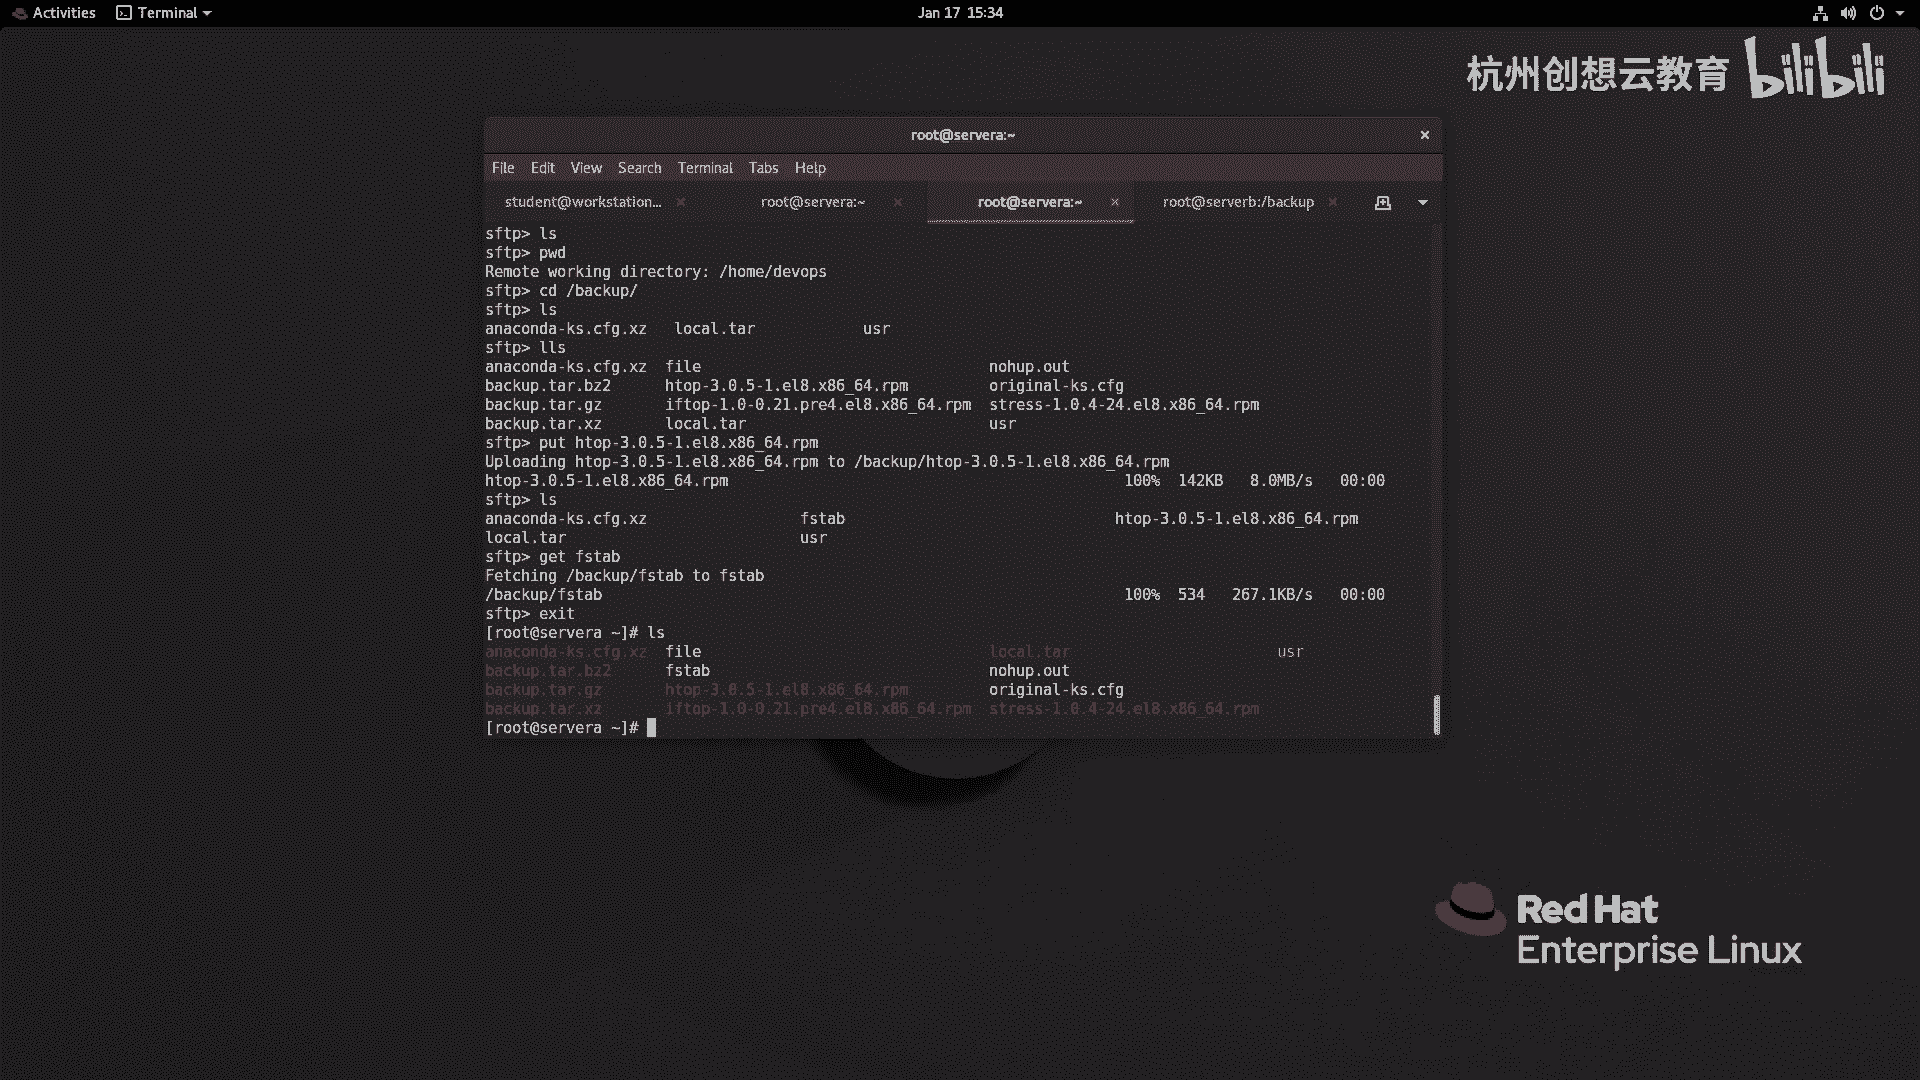 Activities Terminal Jan 17 15:34
杭州创想云教育 bilibili
root@servera:~
File Edit View Search Terminal Tabs Help
student@workstation... root@servera:~ root@servera:~ root@serverb:/backup
sftp> ls
sftp> pwd
Remote working directory: /home/devops
sftp> cd /backup/
sftp> ls
anaconda-ks.cfg.xz local.tar usr
sftp> lls
anaconda-ks.cfg.xz file nohup.out
backup.tar.bz2 htop-3.0.5-1.el8.x86_64.rpm original-ks.cfg
backup.tar.gz iftop-1.0-0.21.pre4.el8.x86_64.rpm stress-1.0.4-24.el8.x86_64.rpm
backup.tar.xz local.tar usr
sftp> put htop-3.0.5-1.el8.x86_64.rpm
Uploading htop-3.0.5-1.el8.x86_64.rpm to /backup/htop-3.0.5-1.el8.x86_64.rpm
htop-3.0.5-1.el8.x86_64.rpm 100% 142KB 8.0MB/s 00:00
sftp> ls
anaconda-ks.cfg.xz fstab htop-3.0.5-1.el8.x86_64.rpm
local.tar usr
sftp> get fstab
Fetching /backup/fstab to fstab
/backup/fstab 100% 534 267.1KB/s 00:00
sftp> exit
[root@servera ~]# ls
anaconda-ks.cfg.xz file local.tar usr
backup.tar.bz2 fstab nohup.out
backup.tar.gz htop-3.0.5-1.el8.x86_64.rpm original-ks.cfg
backup.tar.xz iftop-1.0-0.21.pre4.el8.x86_64.rpm stress-1.0.4-24.el8.x86_64.rpm
[root@servera ~]#
Red Hat
Enterprise Linux